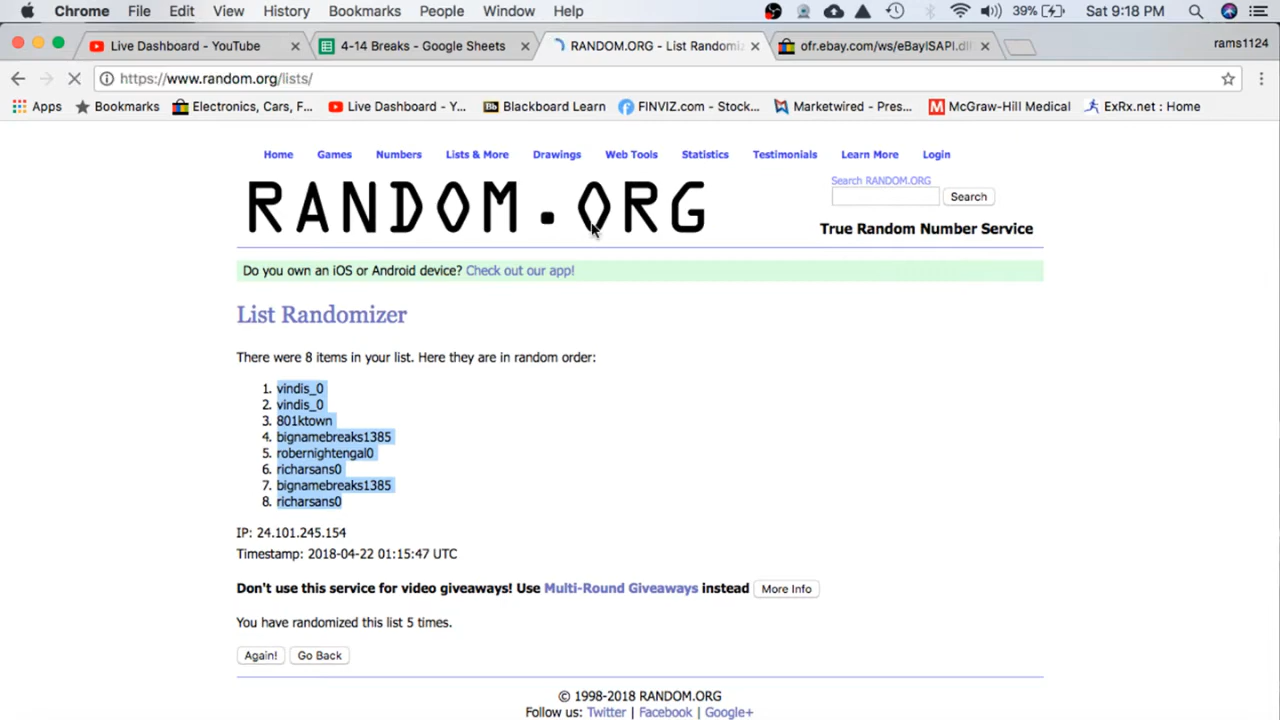 Chrome File Edit View History Bookmarks People Window Help 39% Sat 9:18 PM
Live Dashboard - YouTube 4-14 Breaks - Google Sheets RANDOM.ORG - List Randomi ofr.ebay.com/ws/eBayISAPI.dll rams1124
https://www.random.org/lists/
Apps Bookmarks Electronics, Cars, F... Live Dashboard - Y... Blackboard Learn FINVIZ.com - Stock... Marketwired - Pres... McGraw-Hill Medical ExRx.net : Home
Home Games Numbers Lists & More Drawings Web Tools Statistics Testimonials Learn More Login
RANDOM.ORG
Search RANDOM.ORG
Search
True Random Number Service
Do you own an iOS or Android device? Check out our app!
List Randomizer
There were 8 items in your list. Here they are in random order:
1. vindis_0
2. vindis_0
3. 801ktown
4. bignamebreaks1385
5. robernightengal0
6. richarsans0
7. bignamebreaks1385
8. richarsans0
IP: 24.101.245.154
Timestamp: 2018-04-22 01:15:47 UTC
Don't use this service for video giveaways! Use Multi-Round Giveaways instead More Info
You have randomized this list 5 times.
Again! Go Back
© 1998-2018 RANDOM.ORG
Follow us: Twitter | Facebook | Google+